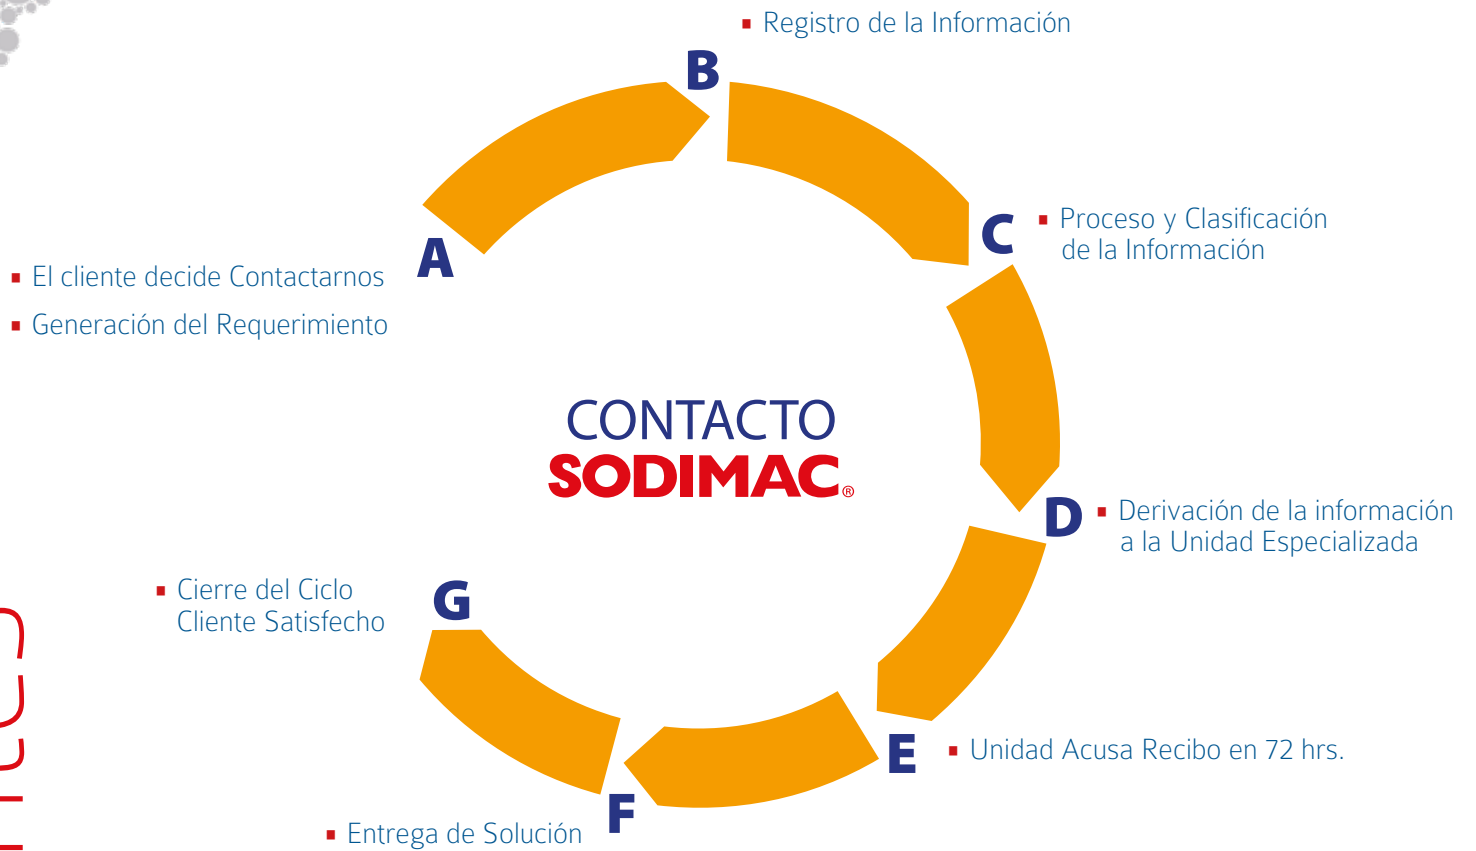 B
▪ Registro de la Información
C
▪ Proceso y Clasificación
de la Información
A
▪ El cliente decide Contactarnos
▪ Generación del Requerimiento
CONTACTO
SODIMAC®
D
▪ Derivación de la información
a la Unidad Especializada
G
▪ Cierre del Ciclo
Cliente Satisfecho
E
▪ Unidad Acusa Recibo en 72 hrs.
F
▪ Entrega de Solución